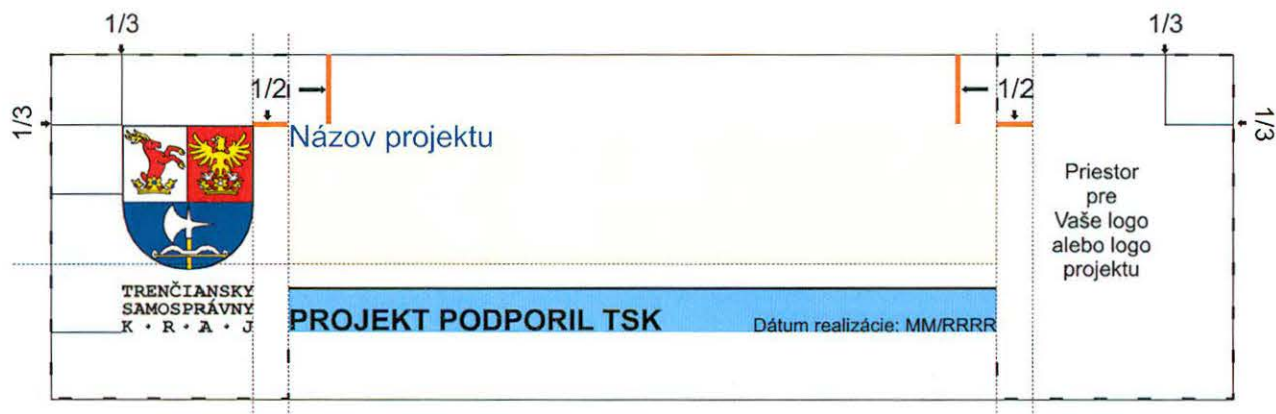 1/3
1/3
1/2
1/2
1/3
1/3
Názov projektu
Priestor
pre
Vaše logo
alebo logo
projektu
TRENČIANSKY
SAMOSPRÁVNY
K · R · A · J
PROJEKT PODPORIL TSK
Dátum realizácie: MM/RRRR